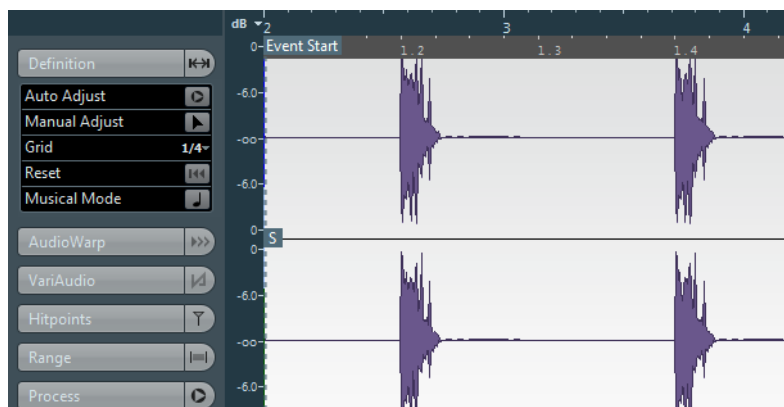 dB 2 3 4
0 Event Start
1.2 1.3 1.4
Definition
Auto Adjust
Manual Adjust
Grid 1/4
Reset
Musical Mode
AudioWarp
VariAudio
Hitpoints
Range
Process
-6.0
-oo
-6.0
0
S
0
-6.0
-oo
-6.0